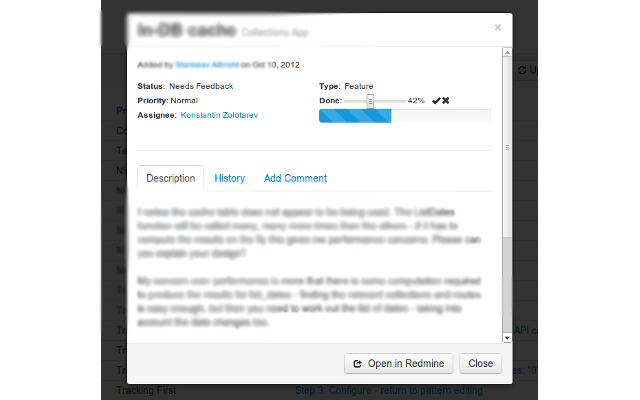 In-DB cache Collections App
×
Added by Stanislav Albreht on Oct 10, 2012
Status: Needs Feedback
Type: Feature
Priority: Normal
Done: 42%
Assignee: Konstantin Zolotarev
Description History Add Comment
I notice the cache table does not appear to be being used. The ListDates
function will be called many, many more times than the others - if it has to
compute the results on the fly this gives me performance concerns. Please can
you explain your design?
My concern over performance is more that there is some computation required
to produce the results for list_dates - finding the relevant collections and routes
is easy enough, but then you need to work out the list of dates - taking into
account the date changes too.
Open in Redmine Close
Tracking First Step 3: Configure - return to pattern editing